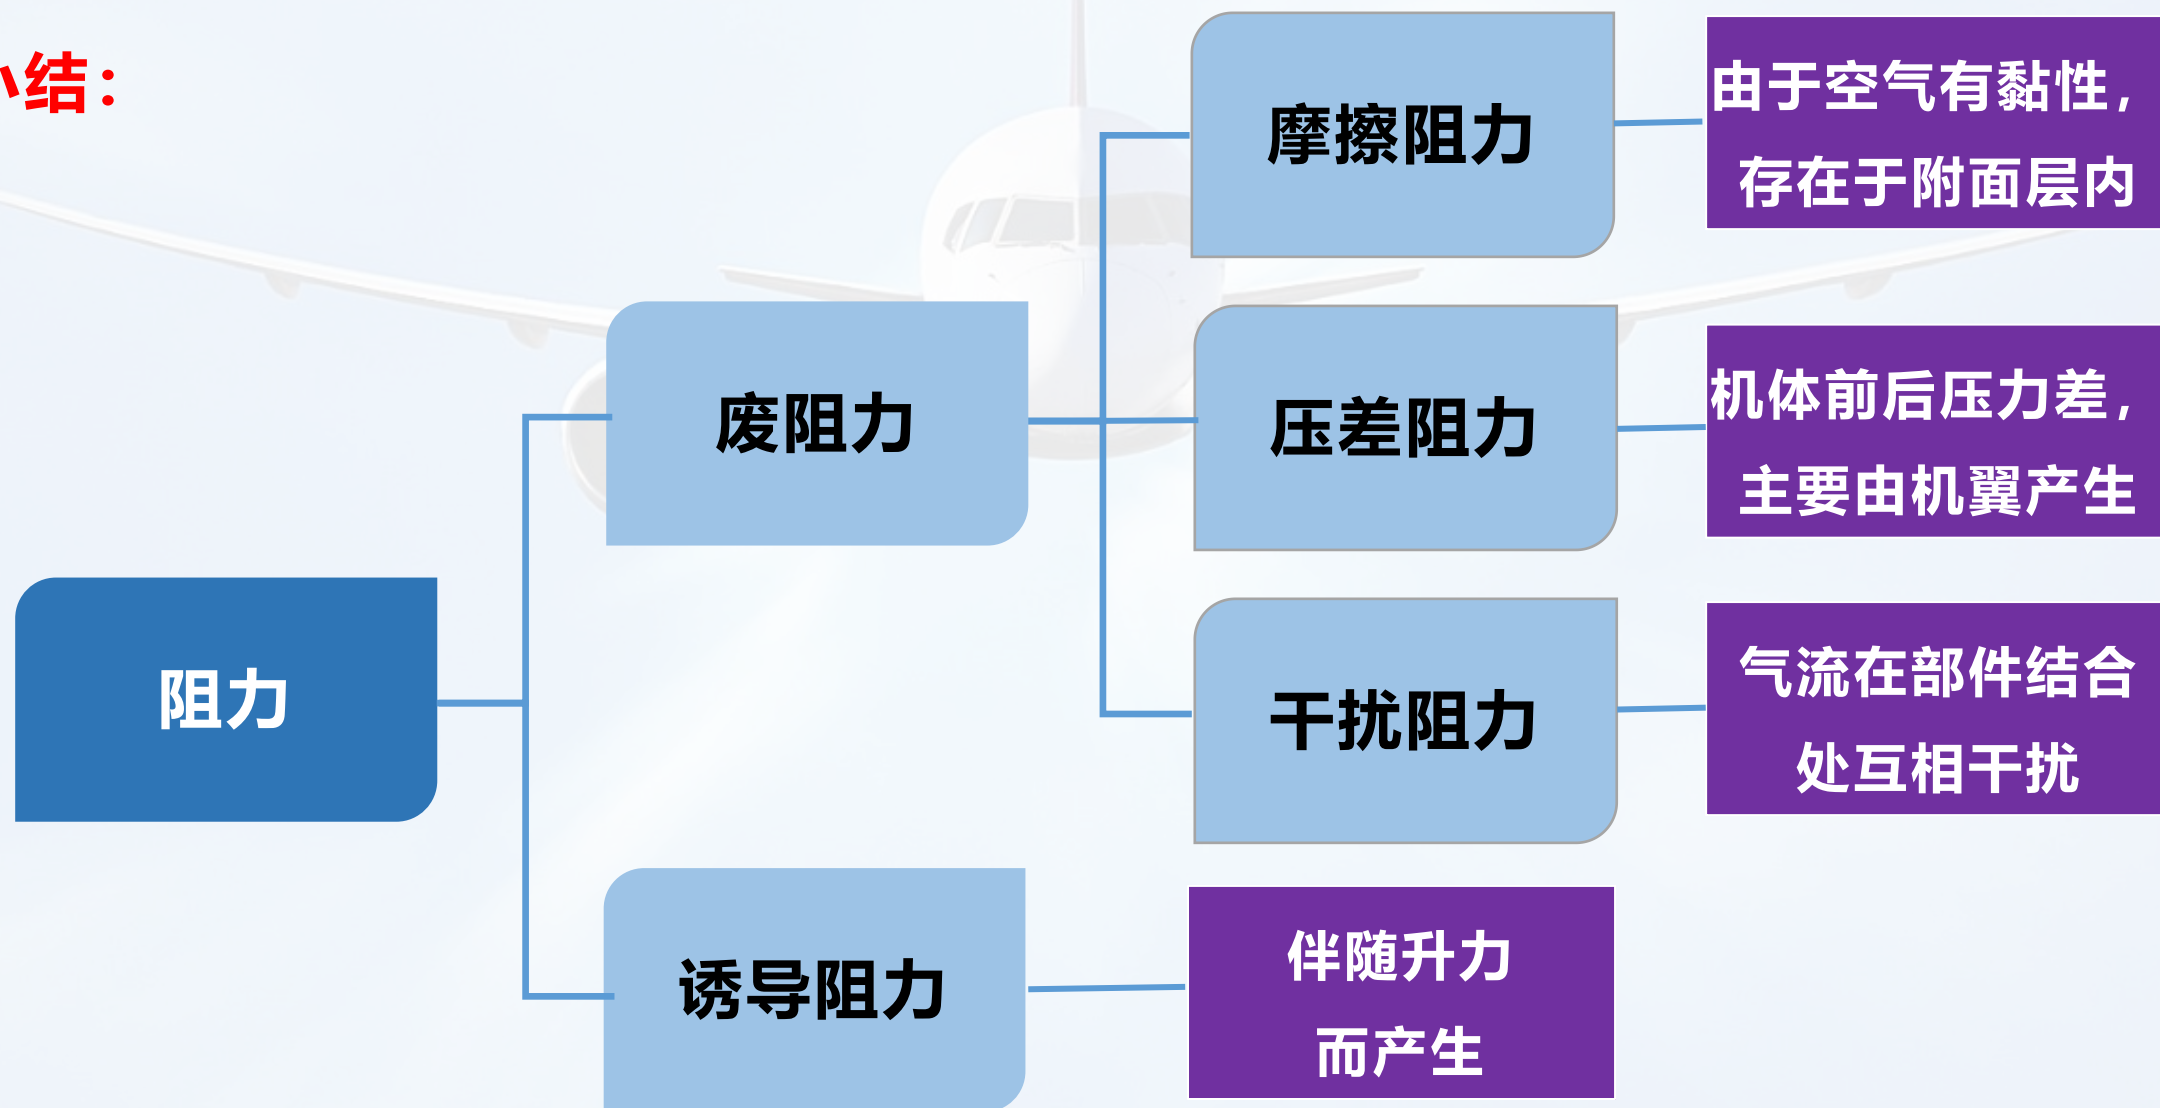 小结：
摩擦阻力
由于空气有黏性，
存在于附面层内
废阻力
压差阻力
机体前后压力差，
主要由机翼产生
阻力
干扰阻力
气流在部件结合
处互相干扰
诱导阻力
伴随升力
而产生